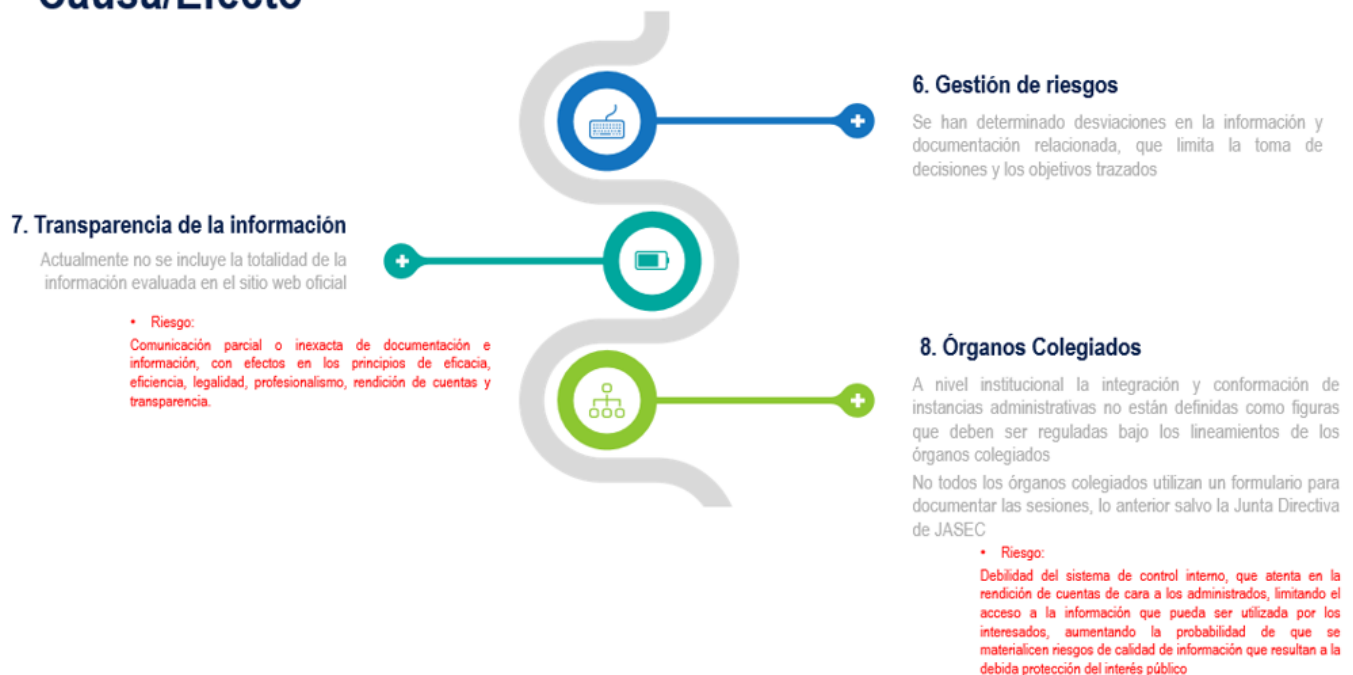 Causa/Efecto
6. Gestión de riesgos
Se han determinado desviaciones en la información y
documentación relacionada, que limita la toma de
decisiones y los objetivos trazados
7. Transparencia de la información
Actualmente no se incluye la totalidad de la
información evaluada en el sitio web oficial
• Riesgo:
Comunicación parcial o inexacta de documentación e
información, con efectos en los principios de eficacia,
eficiencia, legalidad, profesionalismo, rendición de cuentas y
transparencia.
8. Órganos Colegiados
A nivel institucional la integración y conformación de
instancias administrativas no están definidas como figuras
que deben ser reguladas bajo los lineamientos de los
órganos colegiados
No todos los órganos colegiados utilizan un formulario para
documentar las sesiones, lo anterior salvo la Junta Directiva
de JASEC
• Riesgo:
Debilidad del sistema de control interno, que atenta en la
rendición de cuentas de cara a los administrados, limitando el
acceso a la información que pueda ser utilizada por los
interesados, aumentando la probabilidad de que se
materialicen riesgos de calidad de información que resultan a la
debida protección del interés público